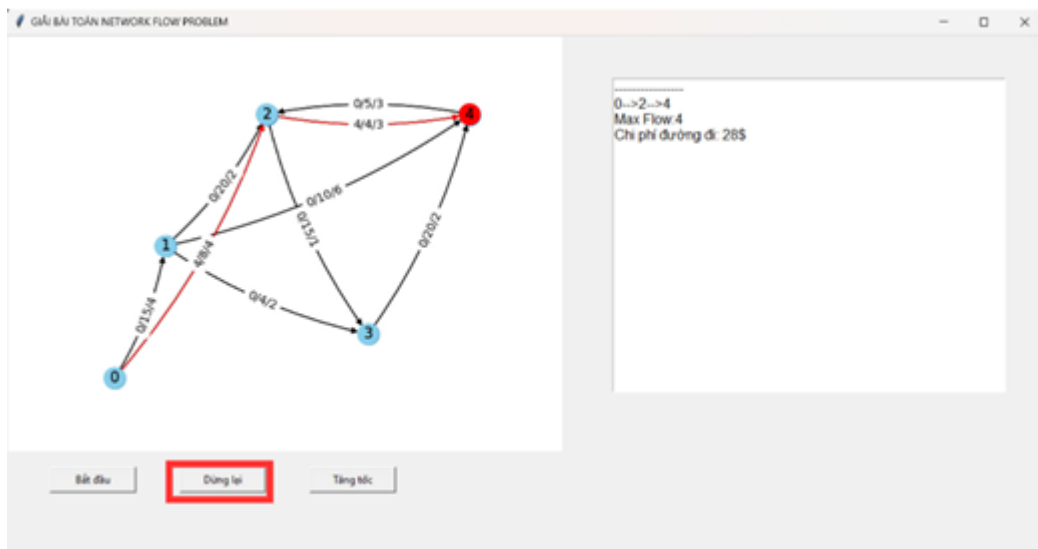 GIẢI BÀI TOÁN NETWORK FLOW PROBLEM
------------------
0-->2-->4
Max Flow:4
Chi phí đường đi: 28$
2
0/5/3
4/4/3
4
0/20/2
0/10/6
0/15/1
0/20/2
1
4/8/4
0/4/2
0/15/4
3
0
Bắt đầu
Dừng lại
Tăng tốc